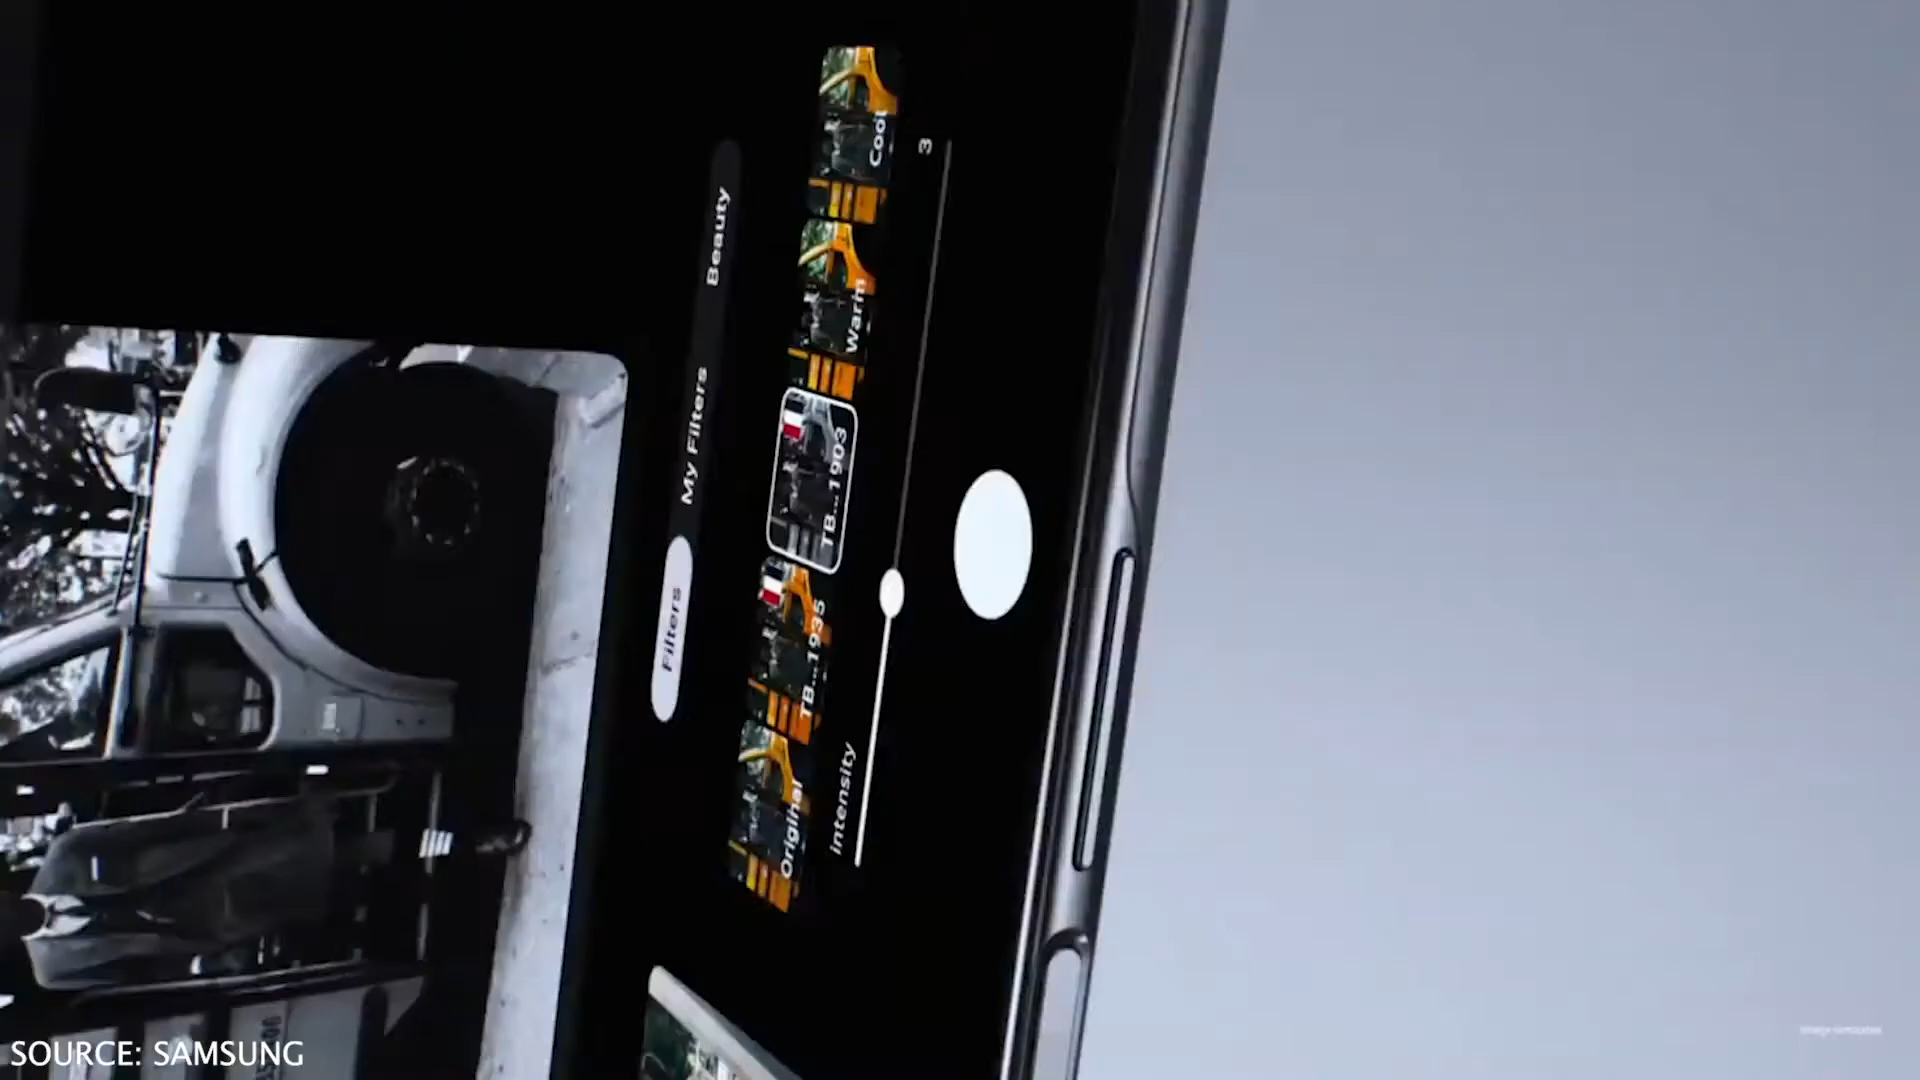 Filters
My Filters
Beauty
Original
TB...1935
TB...1903
Warm
Cool
intensity
3
SOURCE: SAMSUNG